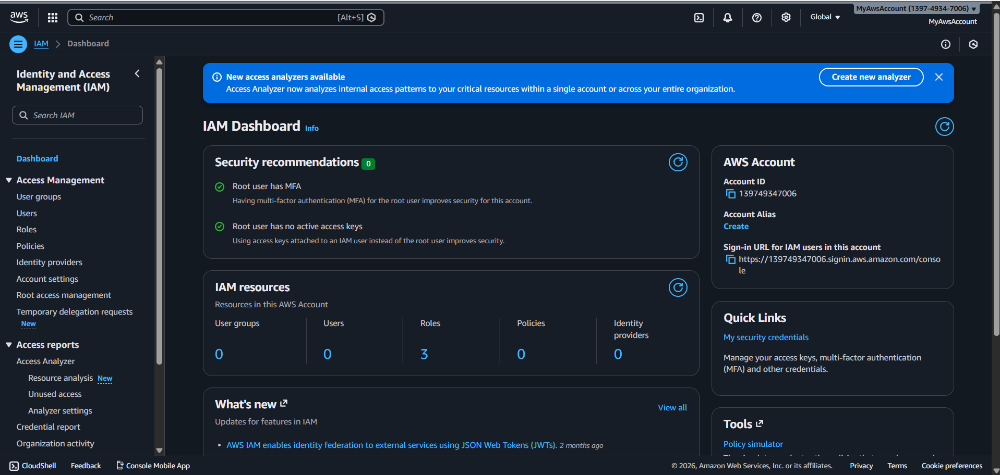 aws
Search
[Alt+S]
Global
MyAwsAccount (1397-4934-7006)
MyAwsAccount
IAM
Dashboard
Identity and Access
Management (IAM)
Search IAM
Dashboard
Access Management
User groups
Users
Roles
Policies
Identity providers
Account settings
Root access management
Temporary delegation requests
New
Access reports
Access Analyzer
Resource analysis New
Unused access
Analyzer settings
Credential report
Organization activity
New access analyzers available
Access Analyzer now analyzes internal access patterns to your critical resources within a single account or across your entire organization.
Create new analyzer
IAM Dashboard Info
Security recommendations 0
Root user has MFA
Having multi-factor authentication (MFA) for the root user improves security for this account.
Root user has no active access keys
Using access keys attached to an IAM user instead of the root user improves security.
IAM resources
Resources in this AWS Account
User groups
0
Users
0
Roles
3
Policies
0
Identity
providers
0
What's new
View all
Updates for features in IAM
• AWS IAM enables identity federation to external services using JSON Web Tokens (JWTs). 2 months ago
AWS Account
Account ID
139749347006
Account Alias
Create
Sign-in URL for IAM users in this account
https://139749347006.signin.aws.amazon.com/conso
le
Quick Links
My security credentials
Manage your access keys, multi-factor authentication
(MFA) and other credentials.
Tools
Policy simulator
CloudShell
Feedback
Console Mobile App
© 2026, Amazon Web Services, Inc. or its affiliates.
Privacy
Terms
Cookie preferences